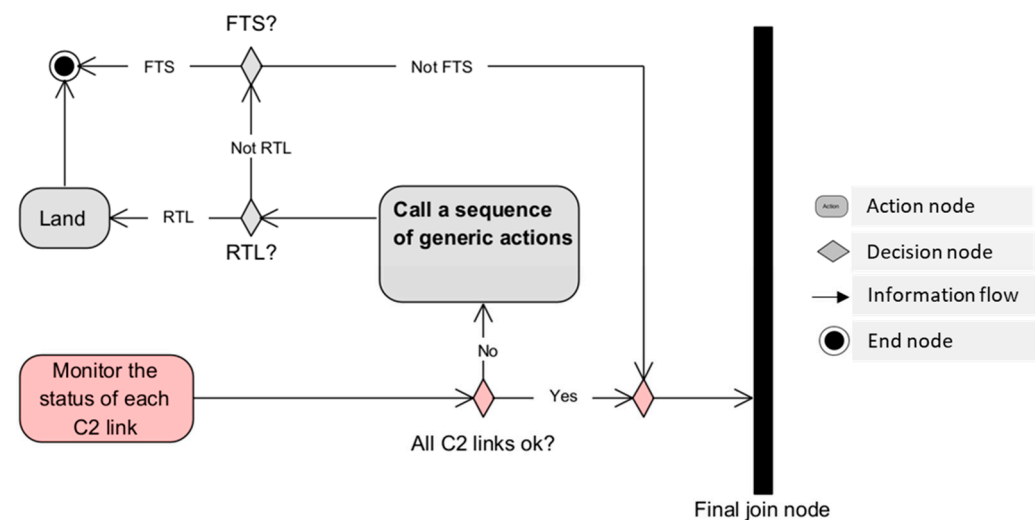 FTS?
FTS
Not FTS
Not RTL
Land
RTL
RTL?
Call a sequence
of generic actions
No
Monitor the
status of each
C2 link
Yes
All C2 links ok?
Final join node
Action
Action node
Decision node
Information flow
End node